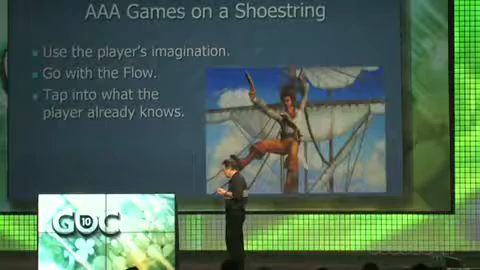 AAA Games on a Shoestring
Use the player's imagination.
Go with the Flow.
Tap into what the
player already knows.
GDC
10